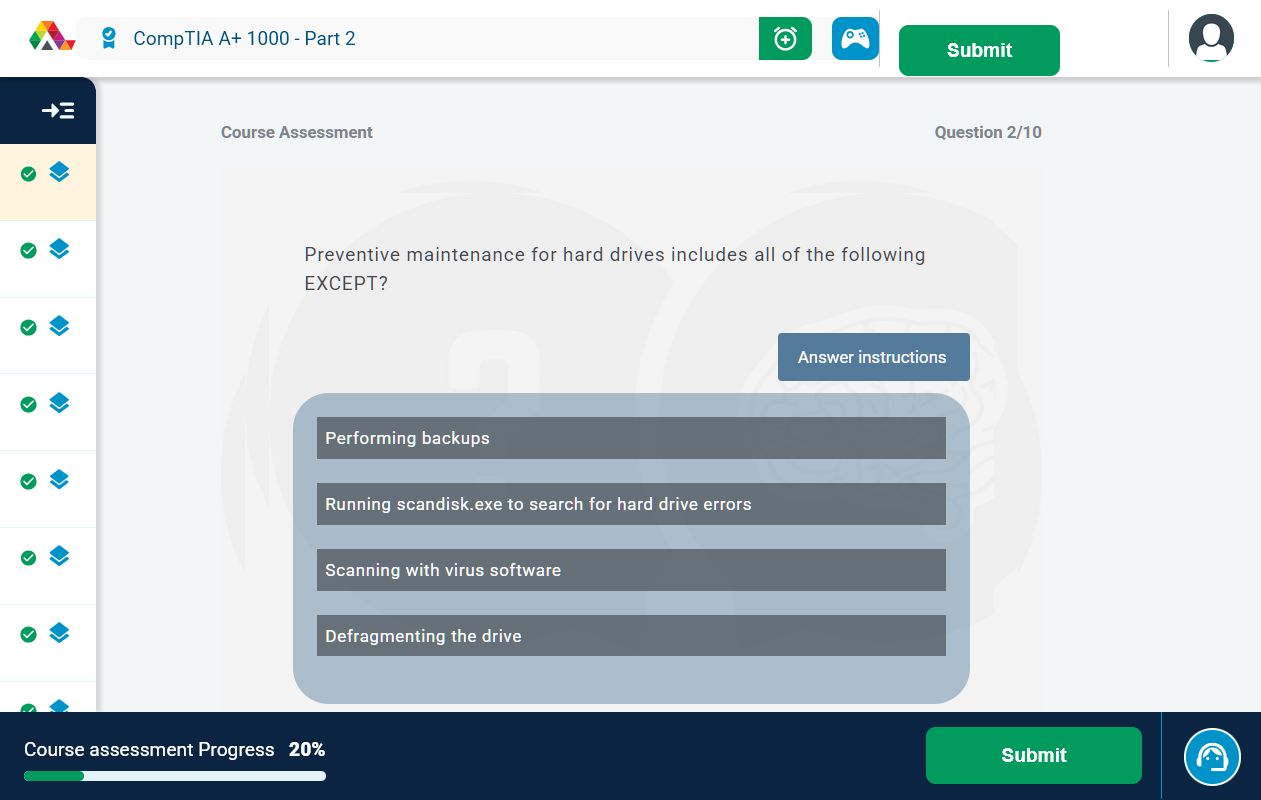 CompTIA A+ 1000 - Part 2
Submit
Course Assessment
Question 2/10
Preventive maintenance for hard drives includes all of the following
EXCEPT?
Answer instructions
Performing backups
Running scandisk.exe to search for hard drive errors
Scanning with virus software
Defragmenting the drive
Course assessment Progress 20%
Submit